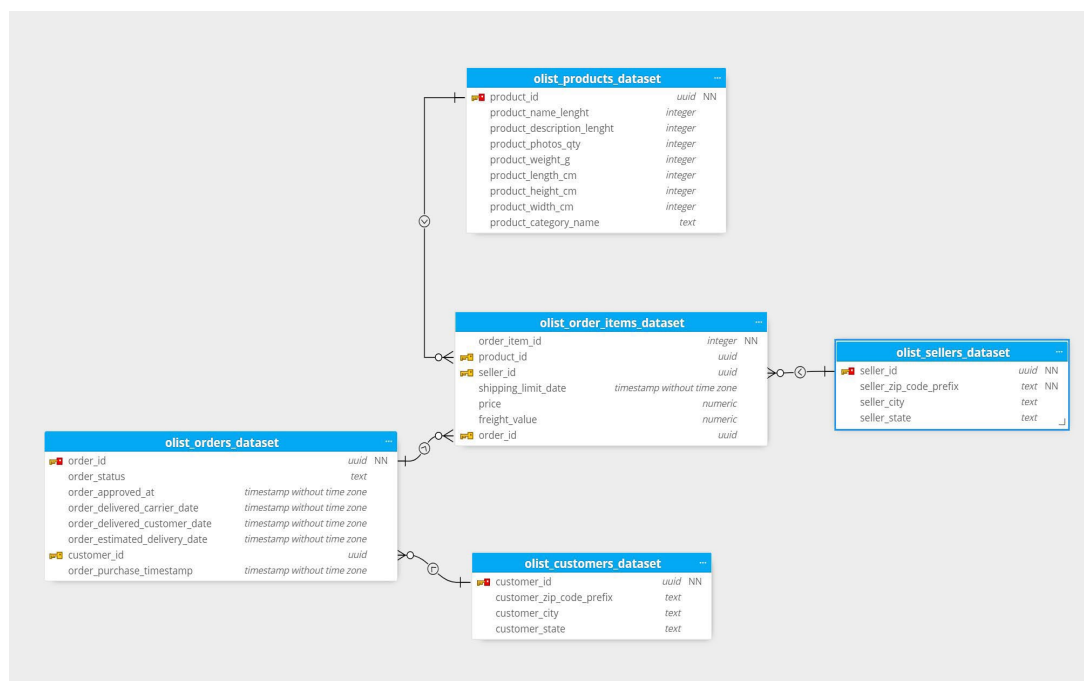 olist_products_dataset ...
product_id uuid NN
product_name_lenght integer
product_description_lenght integer
product_photos_qty integer
product_weight_g integer
product_length_cm integer
product_height_cm integer
product_width_cm integer
product_category_name text
olist_order_items_dataset ...
order_item_id integer NN
product_id uuid
seller_id uuid
shipping_limit_date timestamp without time zone
price numeric
freight_value numeric
order_id uuid
olist_sellers_dataset ...
seller_id uuid NN
seller_zip_code_prefix text NN
seller_city text
seller_state text
olist_orders_dataset ...
order_id uuid NN
order_status text
order_approved_at timestamp without time zone
order_delivered_carrier_date timestamp without time zone
order_delivered_customer_date timestamp without time zone
order_estimated_delivery_date timestamp without time zone
customer_id uuid
order_purchase_timestamp timestamp without time zone
olist_customers_dataset ...
customer_id uuid NN
customer_zip_code_prefix text
customer_city text
customer_state text